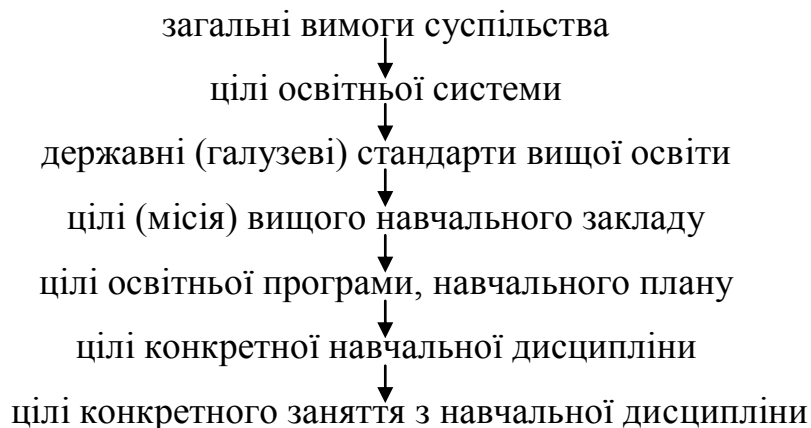 загальні вимоги суспільства
цілі освітньої системи
державні (галузеві) стандарти вищої освіти
цілі (місія) вищого навчального закладу
цілі освітньої програми, навчального плану
цілі конкретної навчальної дисципліни
цілі конкретного заняття з навчальної дисципліни